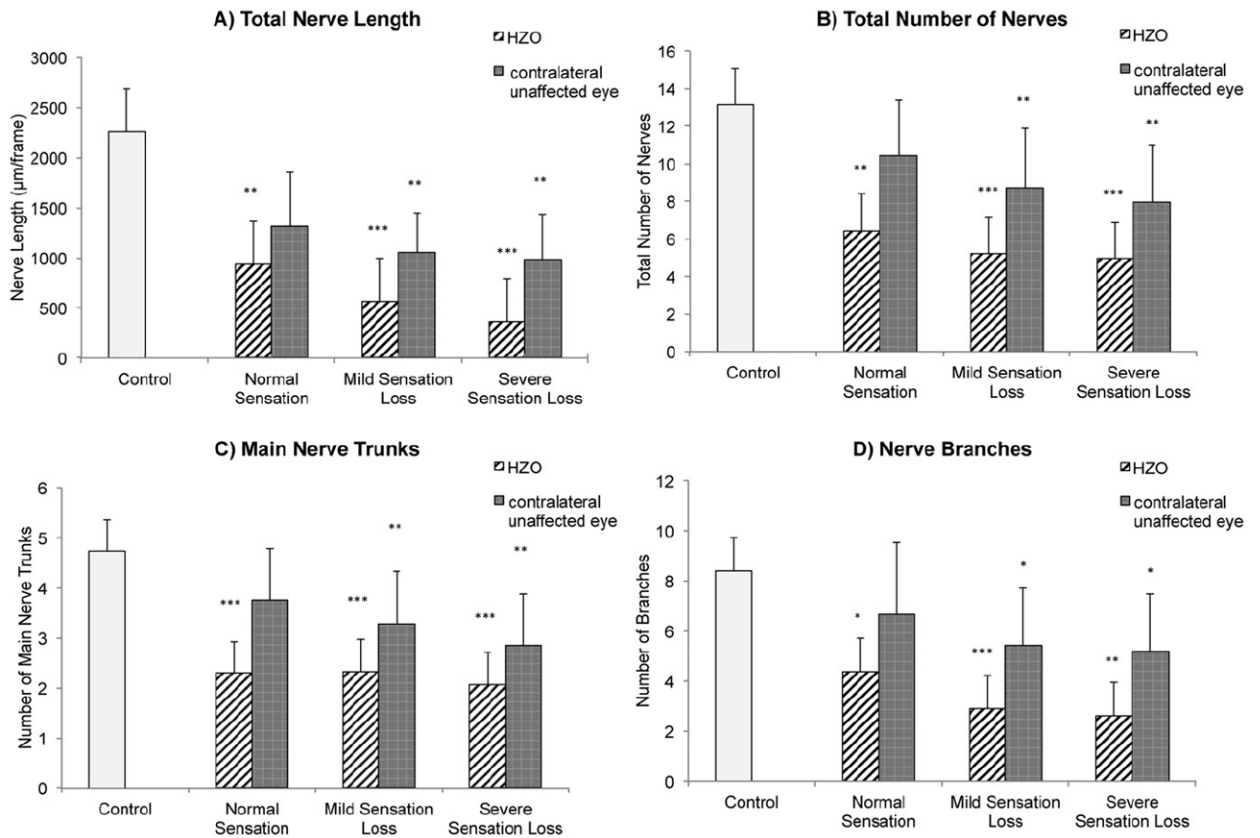 A) Total Nerve Length
HZO
contralateral
unaffected eye
Nerve Length (µm/frame)
3000
2500
2000
1500
1000
500
0
**
**
***
**
***
Control
Normal
Sensation
Mild Sensation
Loss
Severe
Sensation Loss
B) Total Number of Nerves
HZO
contralateral
unaffected eye
Total Number of Nerves
16
14
12
10
8
6
4
2
0
**
**
**
***
***
Control
Normal
Sensation
Mild Sensation
Loss
Severe
Sensation Loss
C) Main Nerve Trunks
HZO
contralateral
unaffected eye
Number of Main Nerve Trunks
6
5
4
3
2
1
0
**
**
***
***
***
Control
Normal
Sensation
Mild Sensation
Loss
Severe
Sensation Loss
D) Nerve Branches
HZO
contralateral
unaffected eye
Number of Branches
12
10
8
6
4
2
0
*
*
*
***
**
Control
Normal
Sensation
Mild Sensation
Loss
Severe
Sensation Loss